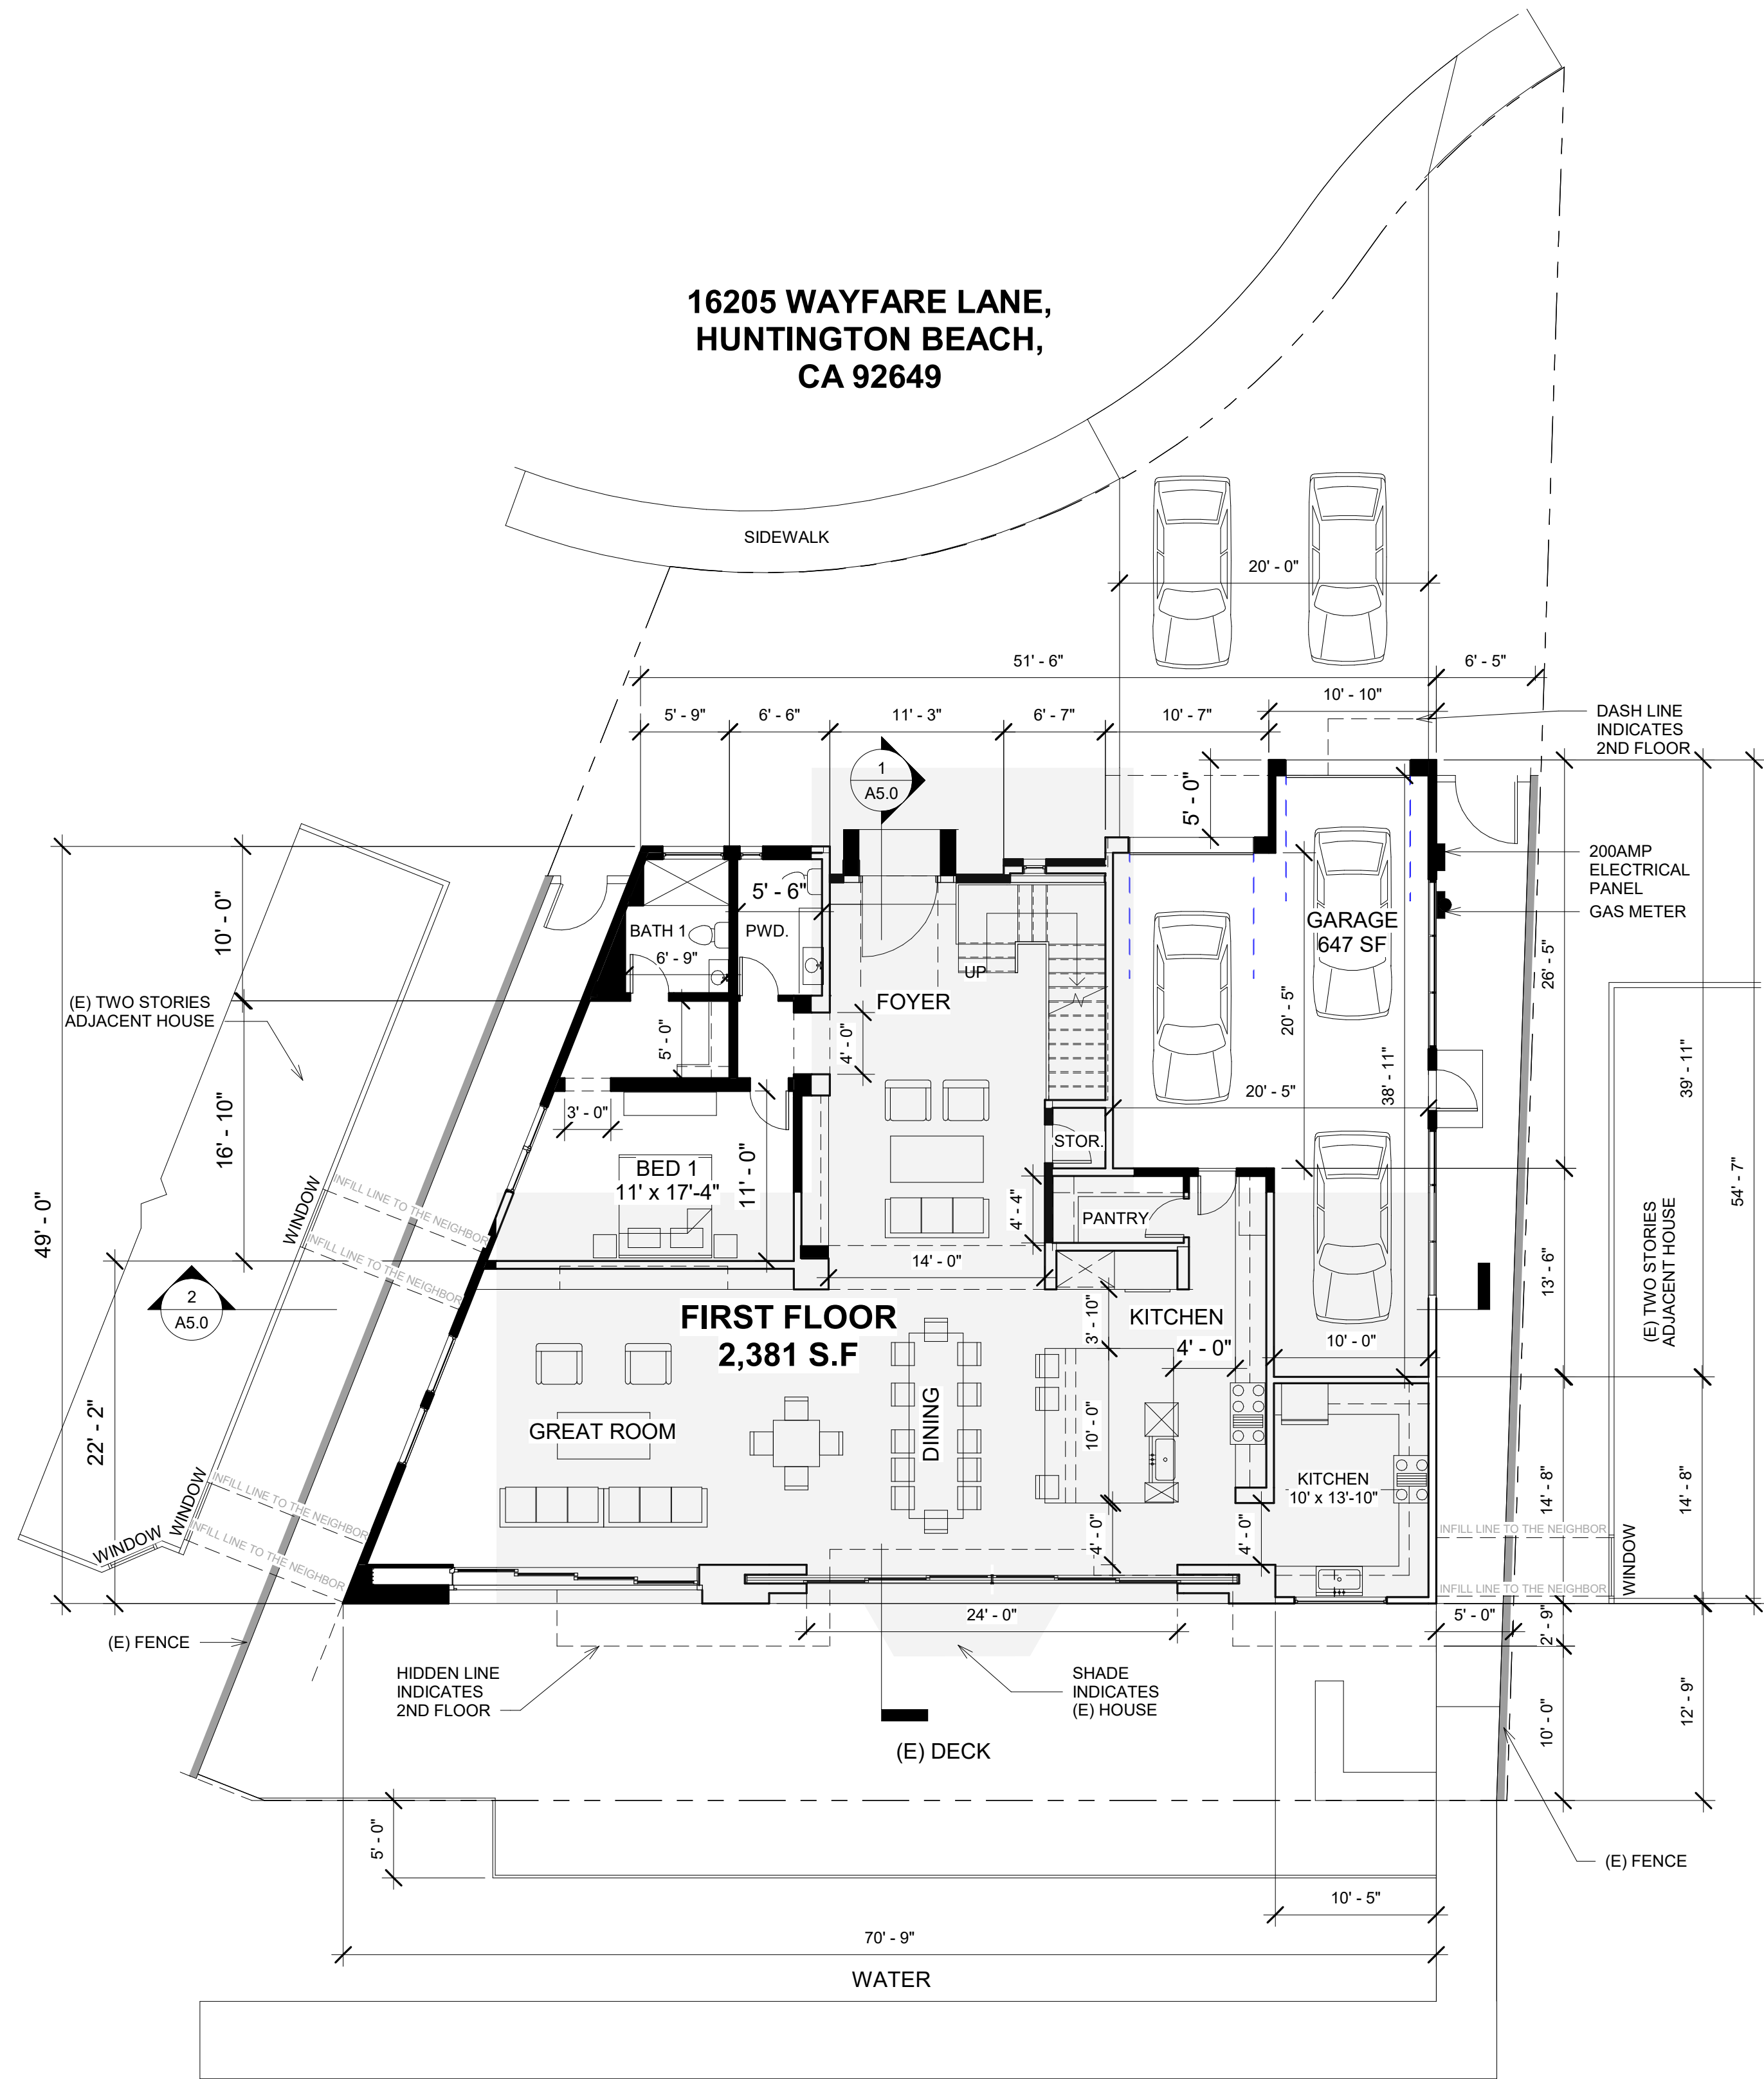 16205 WAYFARE LANE,
HUNTINGTON BEACH,
CA 92649
SIDEWALK
20' - 0"
51' - 6"
6' - 5"
10' - 10"
5' - 9"
6' - 6"
11' - 3"
6' - 7"
10' - 7"
DASH LINE
INDICATES
2ND FLOOR
1
A5.0
5' - 0"
200AMP
ELECTRICAL
PANEL
GAS METER
GARAGE
647 SF
26' - 5"
5' - 6"
BATH 1
PWD.
6' - 9"
10' - 0"
UP
FOYER
(E) TWO STORIES
ADJACENT HOUSE
5' - 0"
4' - 0"
20' - 5"
20' - 5"
38' - 11"
39' - 11"
54' - 7"
16' - 10"
3' - 0"
STOR.
BED 1
11' x 17'-4"
11' - 0"
4' - 4"
PANTRY
14' - 0"
WINDOW
INFILL LINE TO THE NEIGHBOR
INFILL LINE TO THE NEIGHBOR
49' - 0"
2
A5.0
13' - 6"
(E) TWO STORIES
ADJACENT HOUSE
FIRST FLOOR
2,381 S.F
3' - 10"
KITCHEN
4' - 0"
10' - 0"
22' - 2"
GREAT ROOM
DINING
10' - 0"
KITCHEN
10' x 13'-10"
14' - 8"
14' - 8"
WINDOW
WINDOW
INFILL LINE TO THE NEIGHBOR
INFILL LINE TO THE NEIGHBOR
4' - 0"
4' - 0"
INFILL LINE TO THE NEIGHBOR
WINDOW
INFILL LINE TO THE NEIGHBOR
24' - 0"
5' - 0"
2' - 9"
(E) FENCE
HIDDEN LINE
INDICATES
2ND FLOOR
SHADE
INDICATES
(E) HOUSE
10' - 0"
12' - 9"
(E) DECK
5' - 0"
(E) FENCE
10' - 5"
70' - 9"
WATER